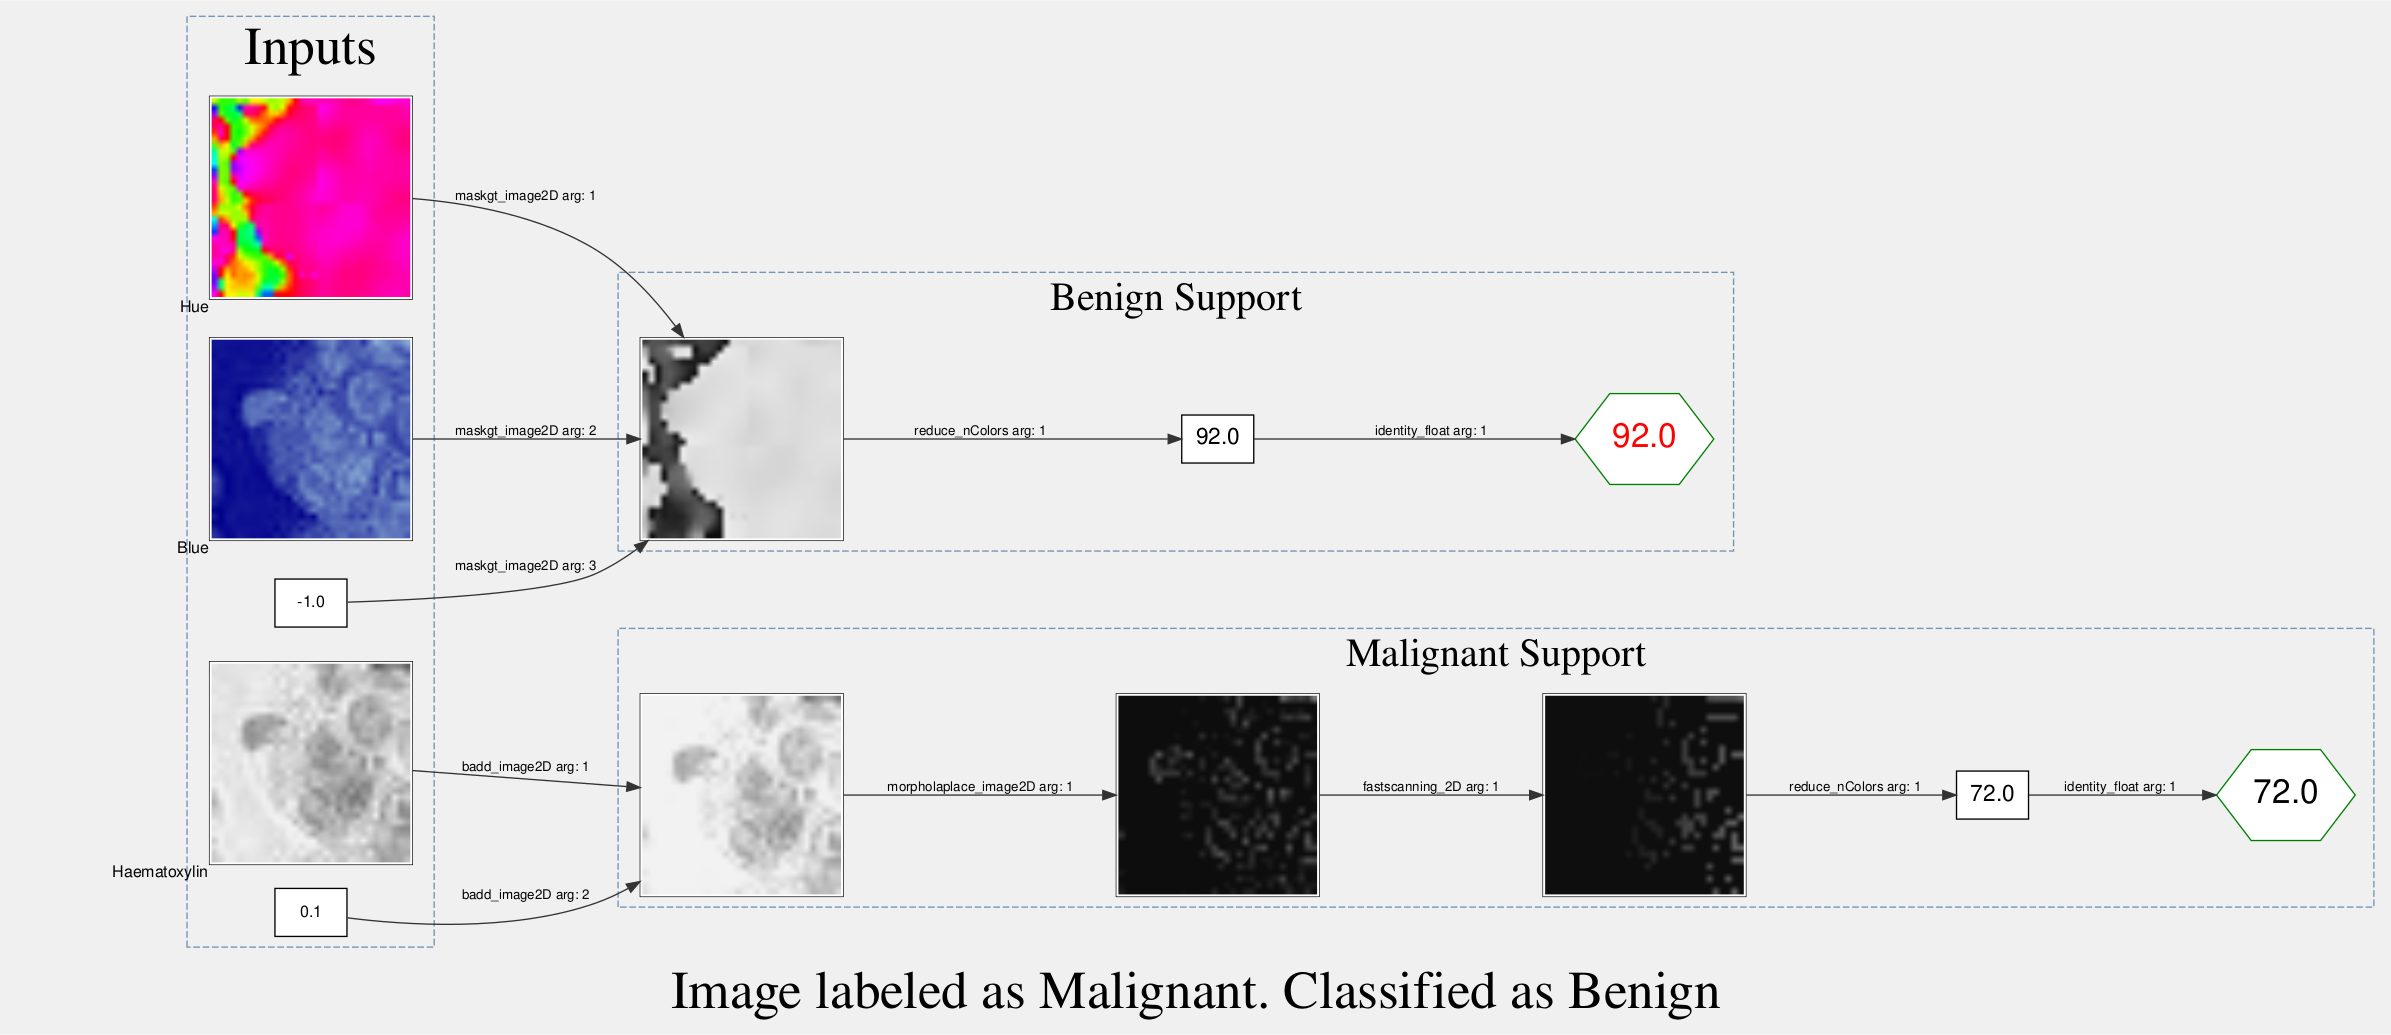 Inputs
Hue
maskgt_image2D arg: 1
Benign Support
Blue
maskgt_image2D arg: 2
reduce_nColors arg: 1
92.0
identity_float arg: 1
92.0
-1.0
maskgt_image2D arg: 3
Malignant Support
Haematoxylin
badd_image2D arg: 1
morpholaplace_image2D arg: 1
fastscanning_2D arg: 1
reduce_nColors arg: 1
72.0
identity_float arg: 1
72.0
0.1
badd_image2D arg: 2
Image labeled as Malignant. Classified as Benign